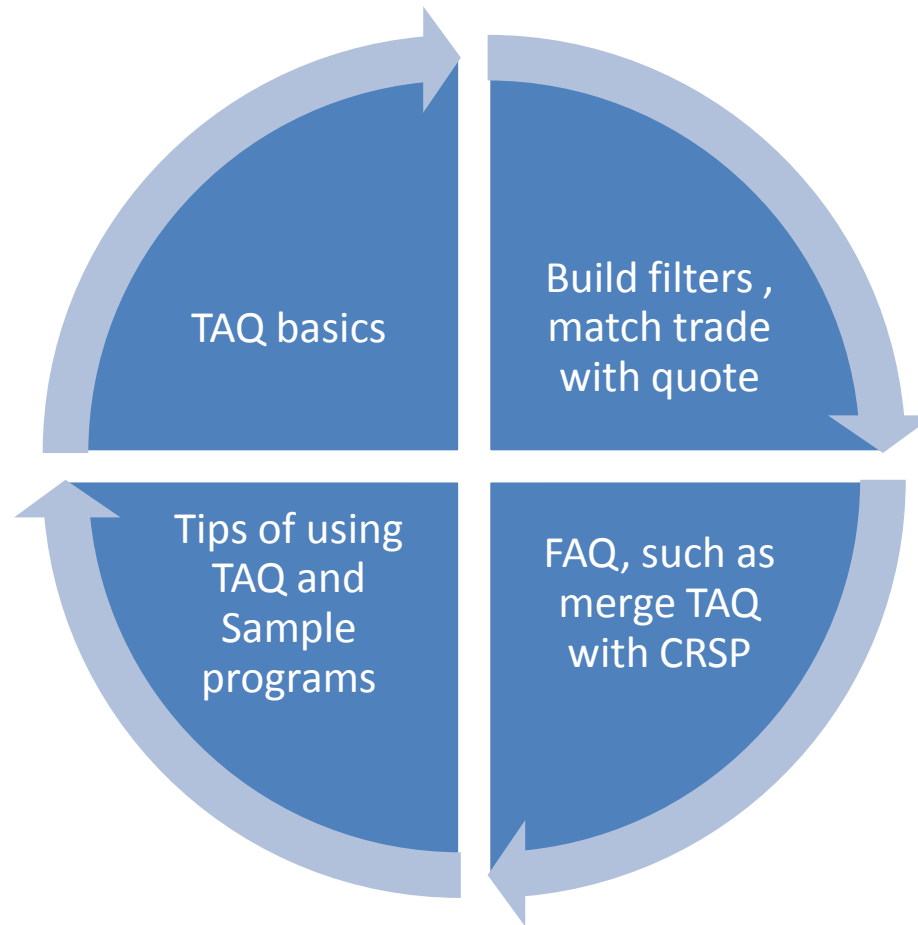 TAQ basics
Build filters ,
match trade
with quote
Tips of using
TAQ and
Sample
programs
FAQ, such as
merge TAQ
with CRSP